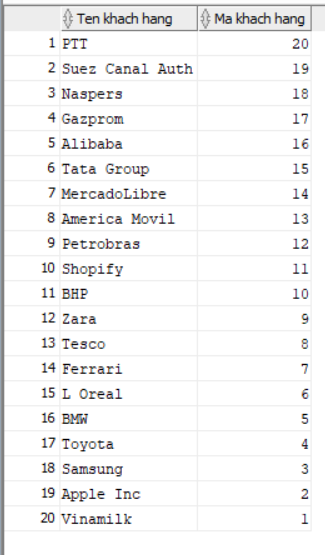 Ten khach hang Ma khach hang
1 PTT 20
2 Suez Canal Auth 19
3 Naspers 18
4 Gazprom 17
5 Alibaba 16
6 Tata Group 15
7 MercadoLibre 14
8 America Movil 13
9 Petrobras 12
10 Shopify 11
11 BHP 10
12 Zara 9
13 Tesco 8
14 Ferrari 7
15 L Oreal 6
16 BMW 5
17 Toyota 4
18 Samsung 3
19 Apple Inc 2
20 Vinamilk 1